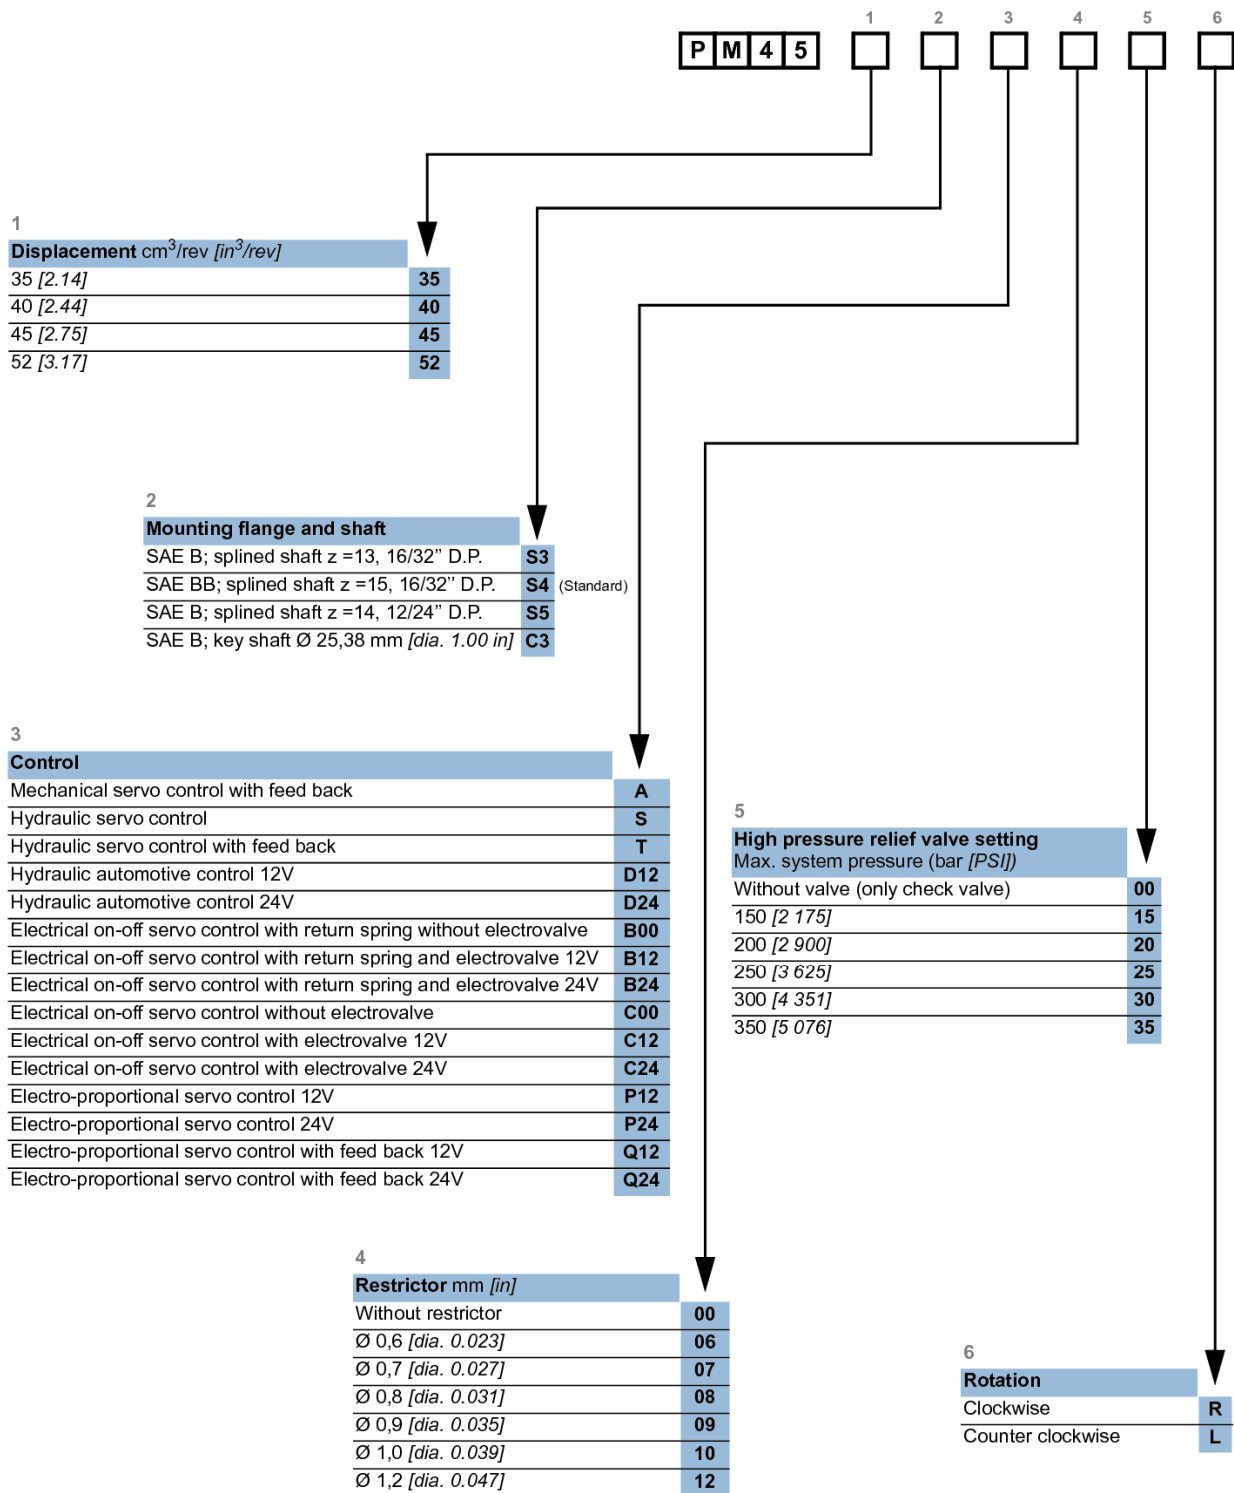 1 2 3 4 5 6
P M 4 5
1
Displacement cm³/rev [in³/rev]
35 [2.14] 35
40 [2.44] 40
45 [2.75] 45
52 [3.17] 52
2
Mounting flange and shaft
SAE B; splined shaft z =13, 16/32” D.P. S3
SAE BB; splined shaft z =15, 16/32” D.P. S4 (Standard)
SAE B; splined shaft z =14, 12/24” D.P. S5
SAE B; key shaft Ø 25,38 mm [dia. 1.00 in] C3
3
Control
Mechanical servo control with feed back A
Hydraulic servo control S
Hydraulic servo control with feed back T
Hydraulic automotive control 12V D12
Hydraulic automotive control 24V D24
Electrical on-off servo control with return spring without electrovalve B00
Electrical on-off servo control with return spring and electrovalve 12V B12
Electrical on-off servo control with return spring and electrovalve 24V B24
Electrical on-off servo control without electrovalve C00
Electrical on-off servo control with electrovalve 12V C12
Electrical on-off servo control with electrovalve 24V C24
Electro-proportional servo control 12V P12
Electro-proportional servo control 24V P24
Electro-proportional servo control with feed back 12V Q12
Electro-proportional servo control with feed back 24V Q24
5
High pressure relief valve setting
Max. system pressure (bar [PSI])
Without valve (only check valve) 00
150 [2 175] 15
200 [2 900] 20
250 [3 625] 25
300 [4 351] 30
350 [5 076] 35
4
Restrictor mm [in]
Without restrictor 00
Ø 0,6 [dia. 0.023] 06
Ø 0,7 [dia. 0.027] 07
Ø 0,8 [dia. 0.031] 08
Ø 0,9 [dia. 0.035] 09
Ø 1,0 [dia. 0.039] 10
Ø 1,2 [dia. 0.047] 12
6
Rotation
Clockwise R
Counter clockwise L